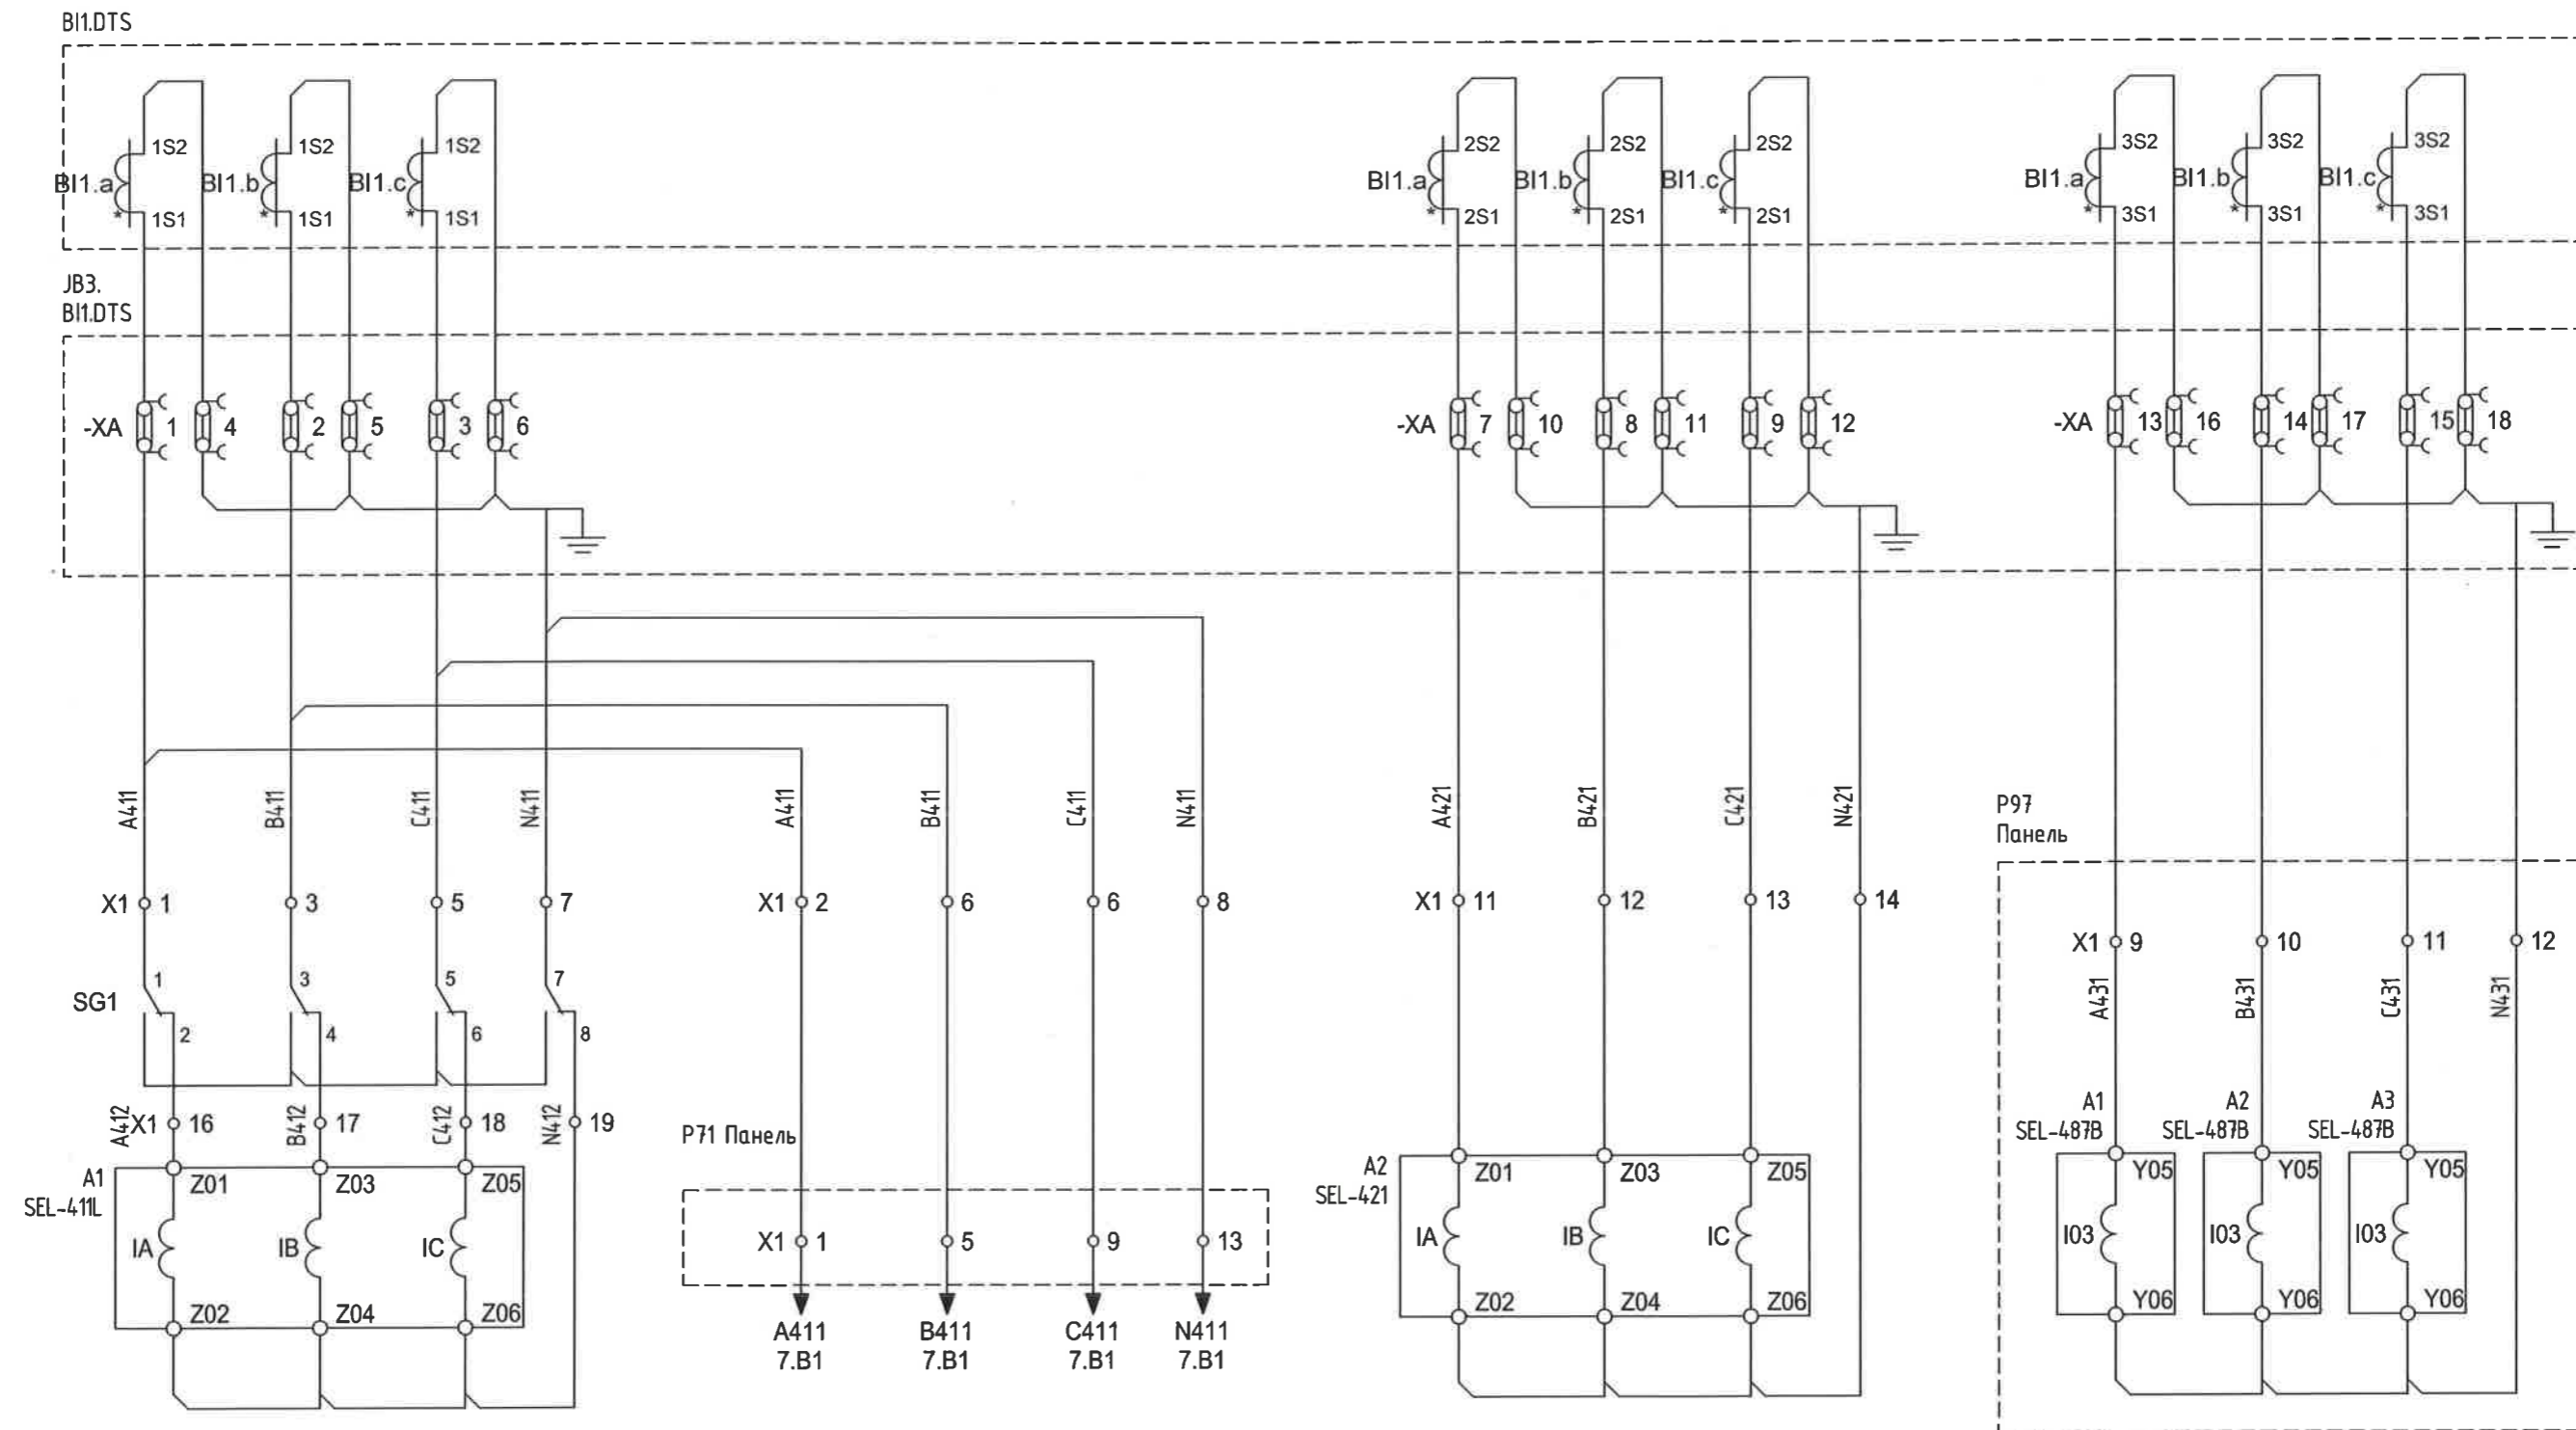 BI1.DTS
1S2 1S2 1S2 2S2 2S2 2S2 3S2 3S2 3S2
BI1.a BI1.b BI1.c BI1.a BI1.b BI1.c BI1.a BI1.b BI1.c
* 1S1 * 1S1 * 1S1 * 2S1 * 2S1 * 2S1 * 3S1 * 3S1 * 3S1
JB3.
BI1.DTS
-XA 1 4 2 5 3 6 -XA 7 10 8 11 9 12 -XA 13 16 14 17 15 18
A411 B411 C411 N411 A411 B411 C411 N411 A421 B421 C421 N421
P97
Панель
X1 1 3 5 7 X1 2 6 6 8 X1 11 12 13 14
X1 9 10 11 12
A431 B431 C431 N431
1 3 5 7
SG1
2 4 6 8
A412 X1 16 B412 17 C412 18 N412 19
P71 Панель
A1
SEL-411L
Z01 Z03 Z05
IA IB IC
Z02 Z04 Z06
X1 1 5 9 13
A411 B411 C411 N411
7.B1 7.B1 7.B1 7.B1
A2
SEL-421
Z01 Z03 Z05
IA IB IC
Z02 Z04 Z06
A1 A2 A3
SEL-487B SEL-487B SEL-487B
Y05 Y05 Y05
I03 I03 I03
Y06 Y06 Y06